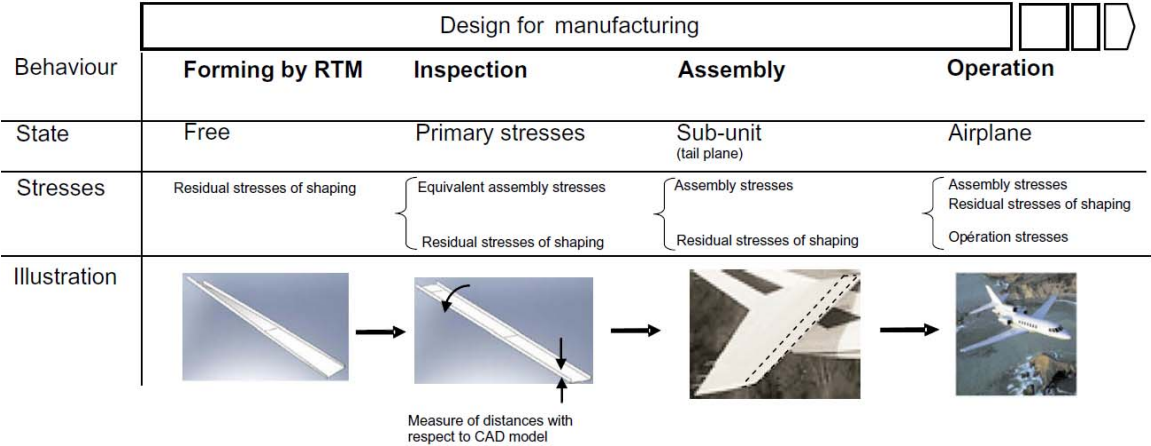 Design for manufacturing
Behaviour Forming by RTM Inspection Assembly Operation
State Free Primary stresses Sub-unit Airplane
(tail plane)
Stresses Residual stresses of shaping Equivalent assembly stresses Assembly stresses Assembly stresses
Residual stresses of shaping
Residual stresses of shaping Residual stresses of shaping Opération stresses
Illustration
Measure of distances with
respect to CAD model